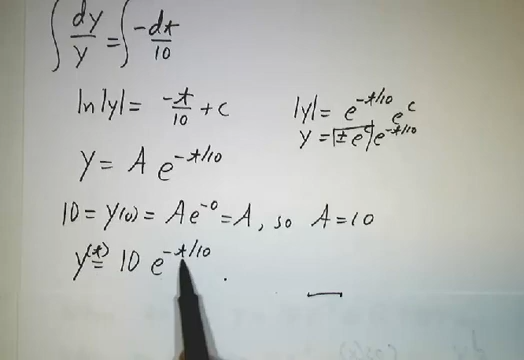 ∫ dy/y = ∫ -dt/10
ln|y| = -t/10 + c
|y| = e^(-t/10) e^c
y = ±e^c e^(-t/10)
y = A e^(-t/10)
10 = y(0) = A e^(-0) = A, so A = 10
y(t) = 10 e^(-t/10).